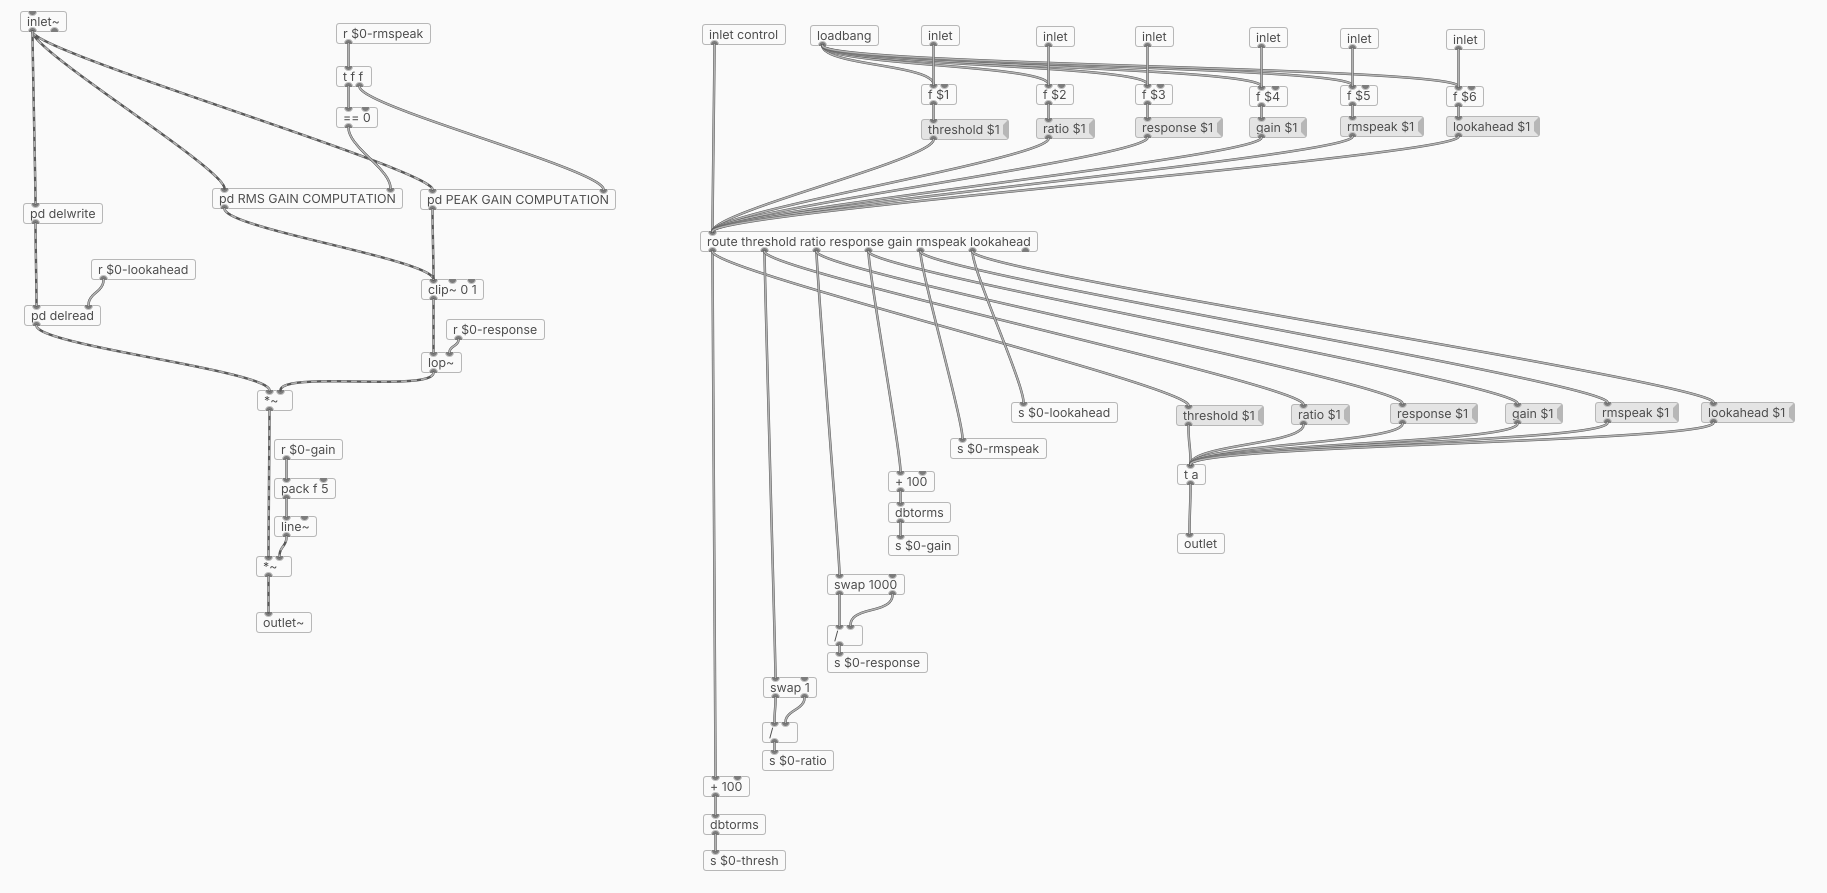 inlet~
r $0-rmspeak
t f f
== 0
pd RMS GAIN COMPUTATION
pd PEAK GAIN COMPUTATION
pd delwrite
r $0-lookahead
pd delread
clip~ 0 1
r $0-response
lop~
*~
r $0-gain
pack f 5
line~
*~
outlet~
inlet control
loadbang
inlet
inlet
inlet
inlet
inlet
inlet
f $1
f $2
f $3
f $4
f $5
f $6
threshold $1
ratio $1
response $1
gain $1
rmspeak $1
lookahead $1
route threshold ratio response gain rmspeak lookahead
s $0-lookahead
s $0-rmspeak
+ 100
dbtorms
s $0-gain
swap 1000
/
s $0-response
swap 1
/
s $0-ratio
+ 100
dbtorms
s $0-thresh
threshold $1
ratio $1
response $1
gain $1
rmspeak $1
lookahead $1
t a
outlet